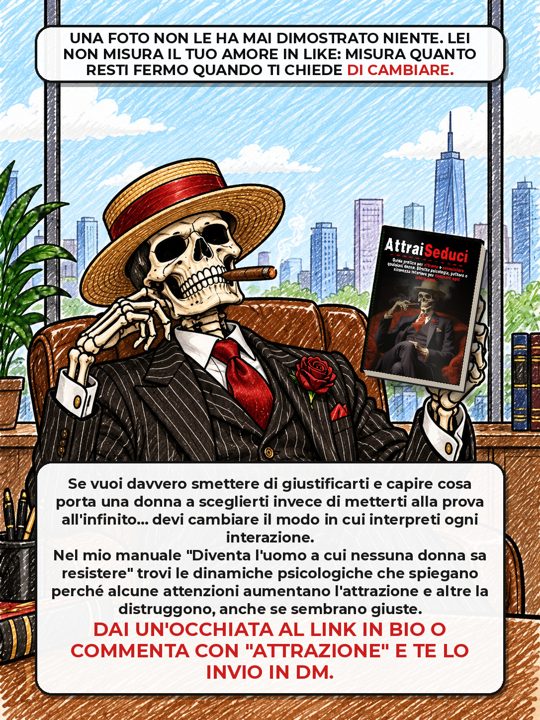 UNA FOTO NON LE HA MAI DIMOSTRATO NIENTE. LEI
NON MISURA IL TUO AMORE IN LIKE: MISURA QUANTO
RESTI FERMO QUANDO TI CHIEDE DI CAMBIARE.
AttraiSeduci
Guida pratica per
Se vuoi davvero smettere di giustificarti e capire cosa
porta una donna a sceglierti invece di metterti alla prova
all'infinito... devi cambiare il modo in cui interpreti ogni
interazione.
Nel mio manuale "Diventa l'uomo a cui nessuna donna sa
resistere" trovi le dinamiche psicologiche che spiegano
perché alcune attenzioni aumentano l'attrazione e altre la
distruggono, anche se sembrano giuste.
DAI UN'OCCHIATA AL LINK IN BIO O
COMMENTA CON "ATTRAZIONE" E TE LO
INVIO IN DM.